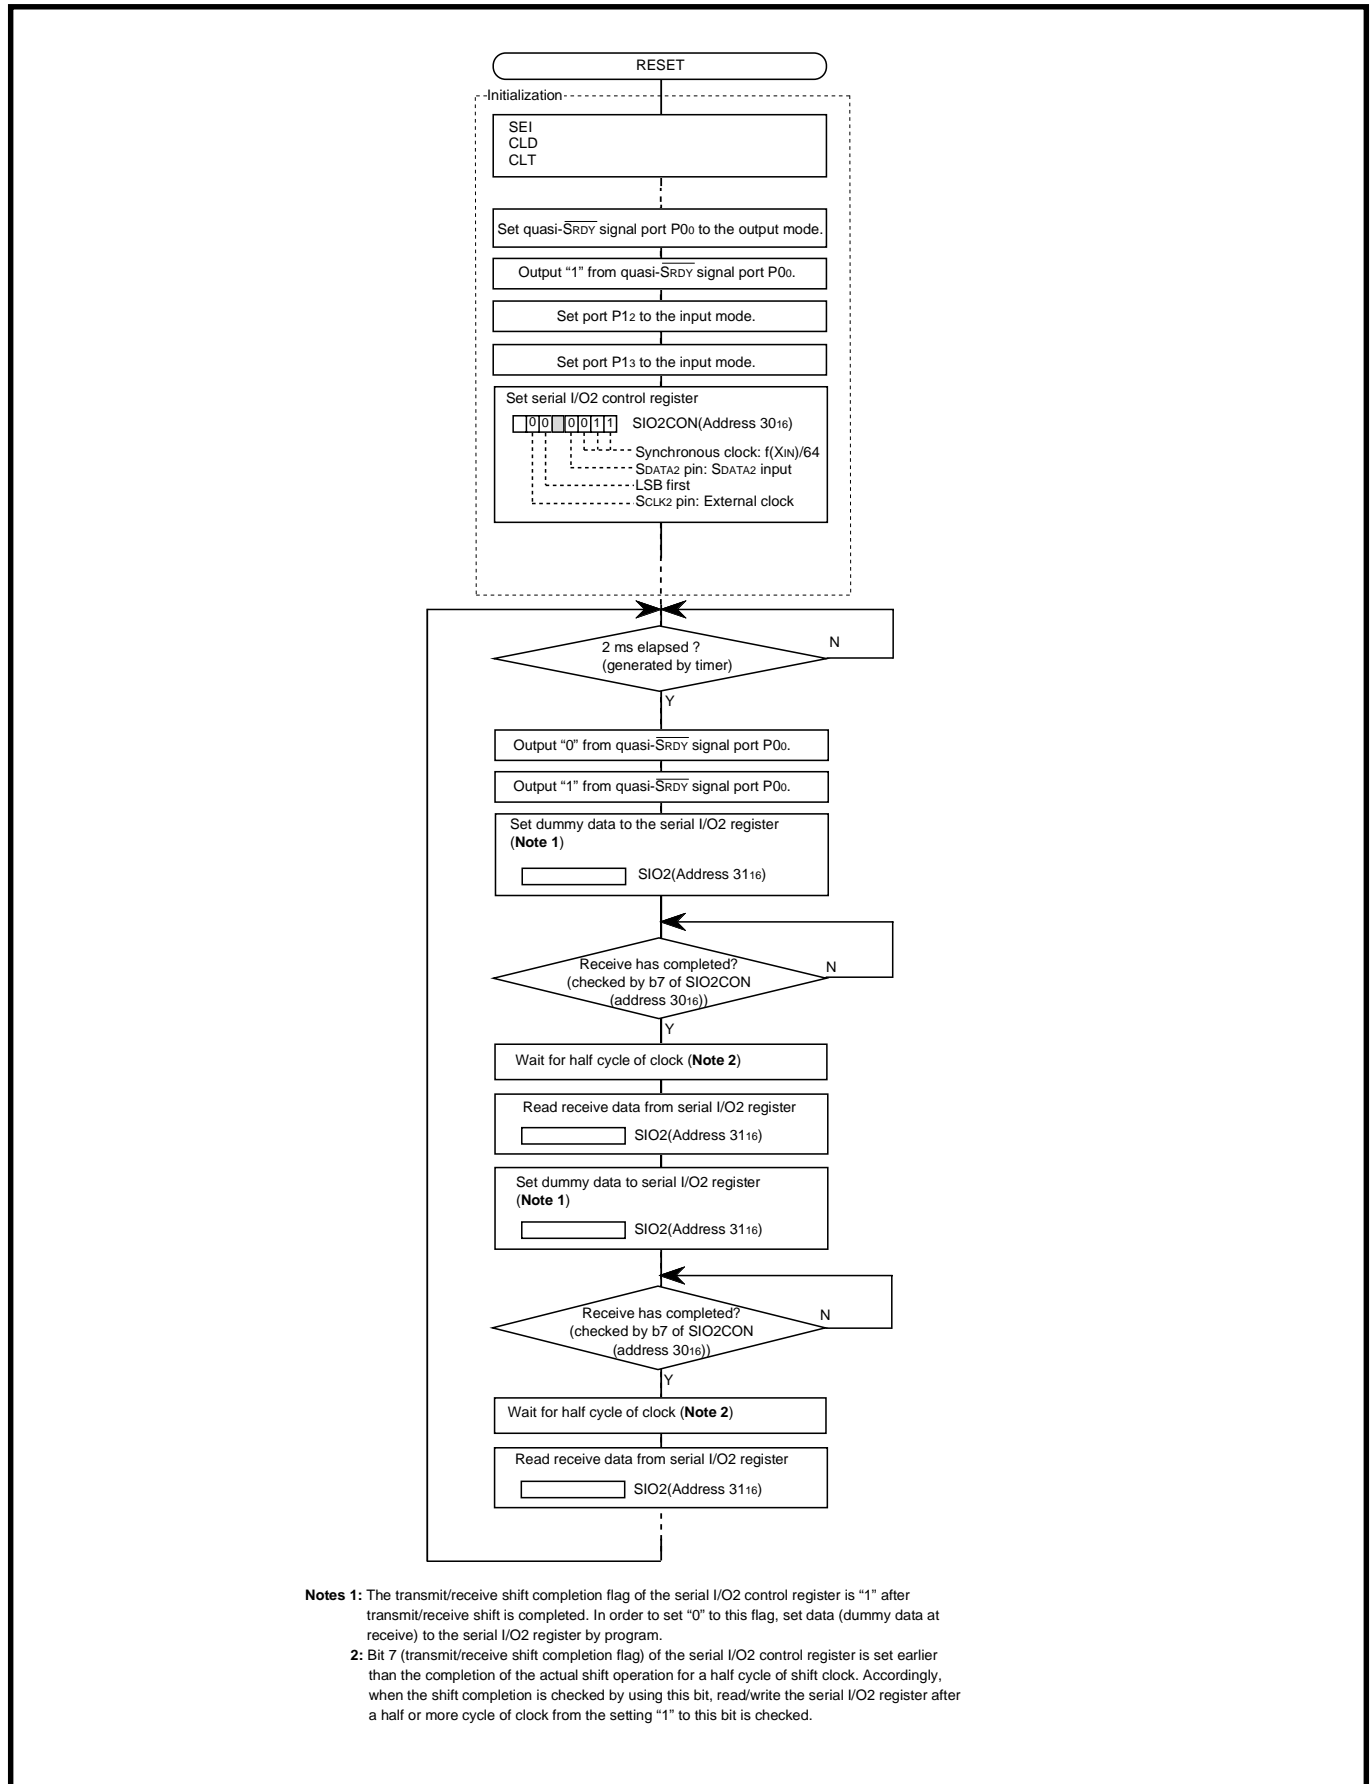 RESET
Initialization
SEI
CLD
CLT
Set quasi-SRDY signal port P00 to the output mode.
Output “1” from quasi-SRDY signal port P00.
Set port P12 to the input mode.
Set port P13 to the input mode.
Set serial I/O2 control register
0 0 0 0 1 1 SIO2CON(Address 3016)
Synchronous clock: f(XIN)/64
SDATA2 pin: SDATA2 input
LSB first
SCLK2 pin: External clock
2 ms elapsed ?
N
(generated by timer)
Y
Output “0” from quasi-SRDY signal port P00.
Output “1” from quasi-SRDY signal port P00.
Set dummy data to the serial I/O2 register
(Note 1)
SIO2(Address 3116)
Receive has completed?
N
(checked by b7 of SIO2CON
(address 3016))
Y
Wait for half cycle of clock (Note 2)
Read receive data from serial I/O2 register
SIO2(Address 3116)
Set dummy data to serial I/O2 register
(Note 1)
SIO2(Address 3116)
Receive has completed?
N
(checked by b7 of SIO2CON
(address 3016))
Y
Wait for half cycle of clock (Note 2)
Read receive data from serial I/O2 register
SIO2(Address 3116)
Notes 1: The transmit/receive shift completion flag of the serial I/O2 control register is “1” after
transmit/receive shift is completed. In order to set “0” to this flag, set data (dummy data at
receive) to the serial I/O2 register by program.
2: Bit 7 (transmit/receive shift completion flag) of the serial I/O2 control register is set earlier
than the completion of the actual shift operation for a half cycle of shift clock. Accordingly,
when the shift completion is checked by using this bit, read/write the serial I/O2 register after
a half or more cycle of clock from the setting “1” to this bit is checked.